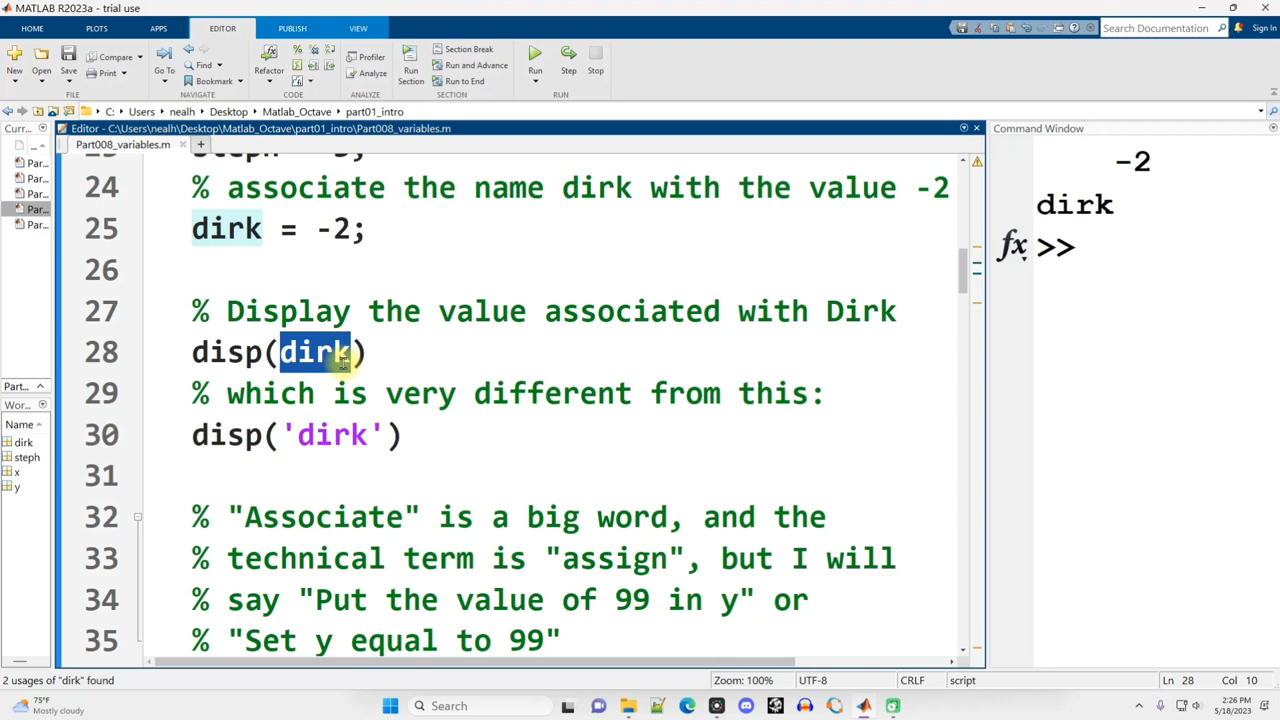 MATLAB R2023a - trial use
HOME PLOTS APPS EDITOR PUBLISH VIEW
Search Documentation
Sign In
New Open Save Compare Print
Go To Find Bookmark
Refactor
Profiler
Analyze
Run Section
Section Break
Run and Advance
Run to End
Run Step Stop
FILE NAVIGATE CODE ANALYZE SECTION RUN
C: Users nealh Desktop Matlab_Octave part01_intro
Curr...
Editor - C:\Users\nealh\Desktop\Matlab_Octave\part01_intro\Part008_variables.m
Command Window
Part008_variables.m
Par...
Par...
Par...
Par...
Par...
Part...
Wor...
Name
dirk
steph
x
y
24 % associate the name dirk with the value -2
25 dirk = -2;
26
27 % Display the value associated with Dirk
28 disp(dirk)
29 % which is very different from this:
30 disp('dirk')
31
32 % "Associate" is a big word, and the
33 % technical term is "assign", but I will
34 % say "Put the value of 99 in y" or
35 % "Set y equal to 99"
-2
dirk
fx >>
2 usages of "dirk" found
Zoom: 100% UTF-8 CRLF script Ln 28 Col 10
75°F
Mostly cloudy
Search
2:26 PM
5/18/2023